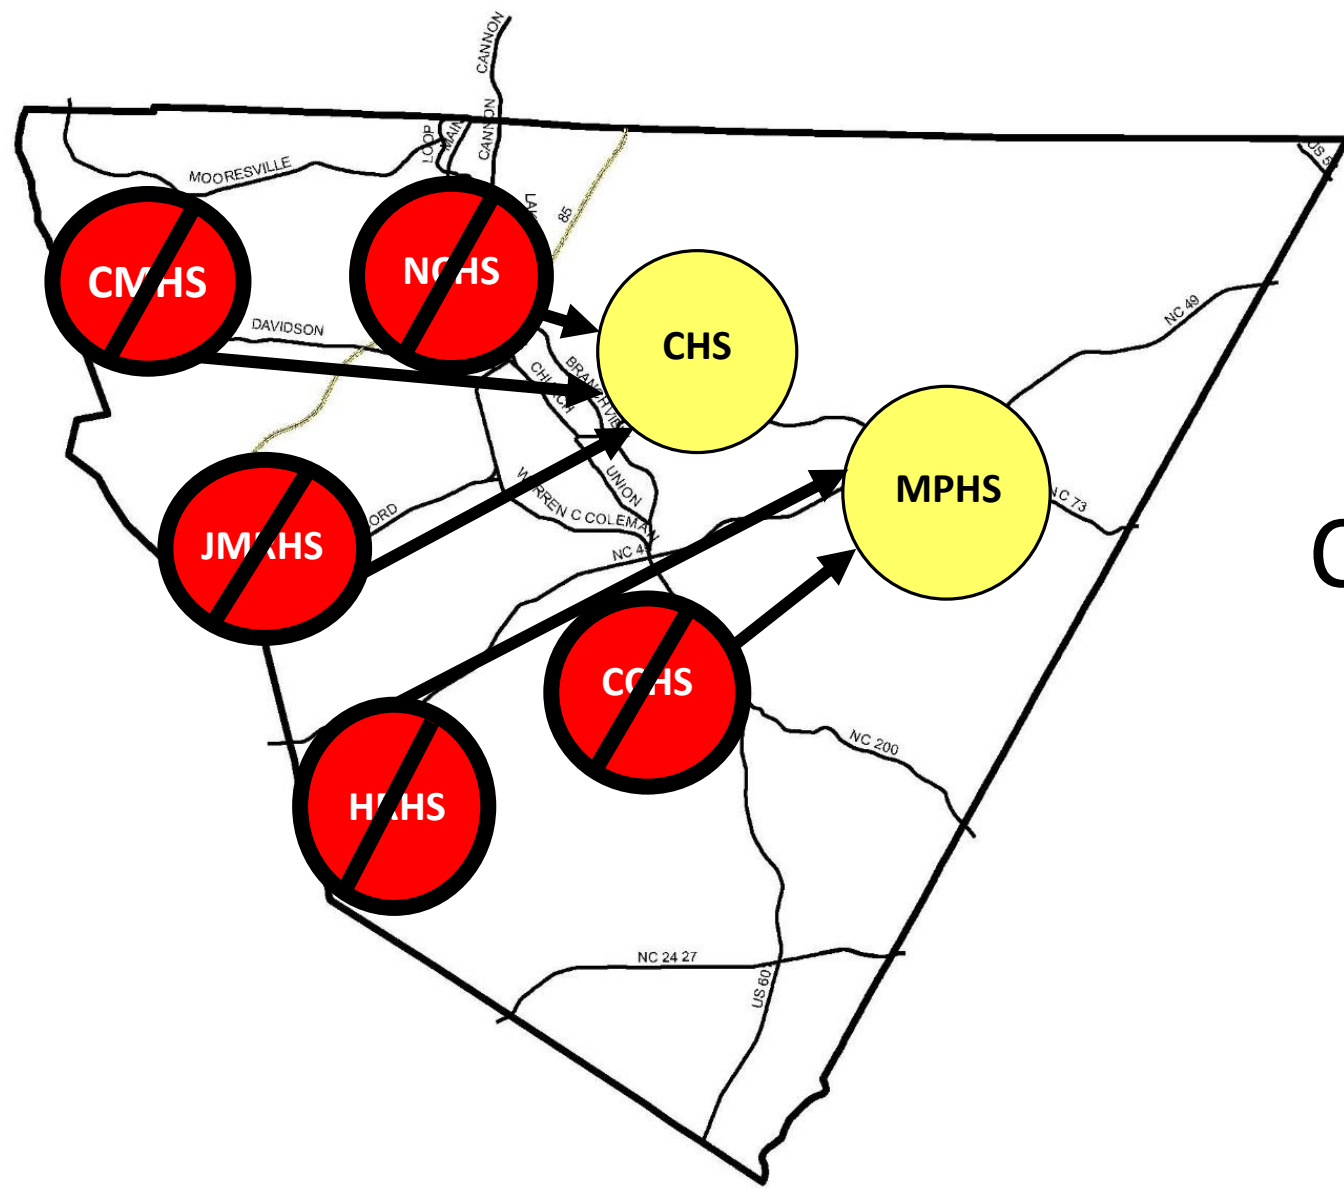 CANNON
CANNON
LOOP
MAIN
MOORESVILLE
85
CMHS
NCHS
CHS
NC 49
DAVIDSON
CHURCH
MPHS
UNION
NC 73
JMRHS
WARREN C COLEMAN
CCHS
NC 200
HRHS
NC 24 27
US 601